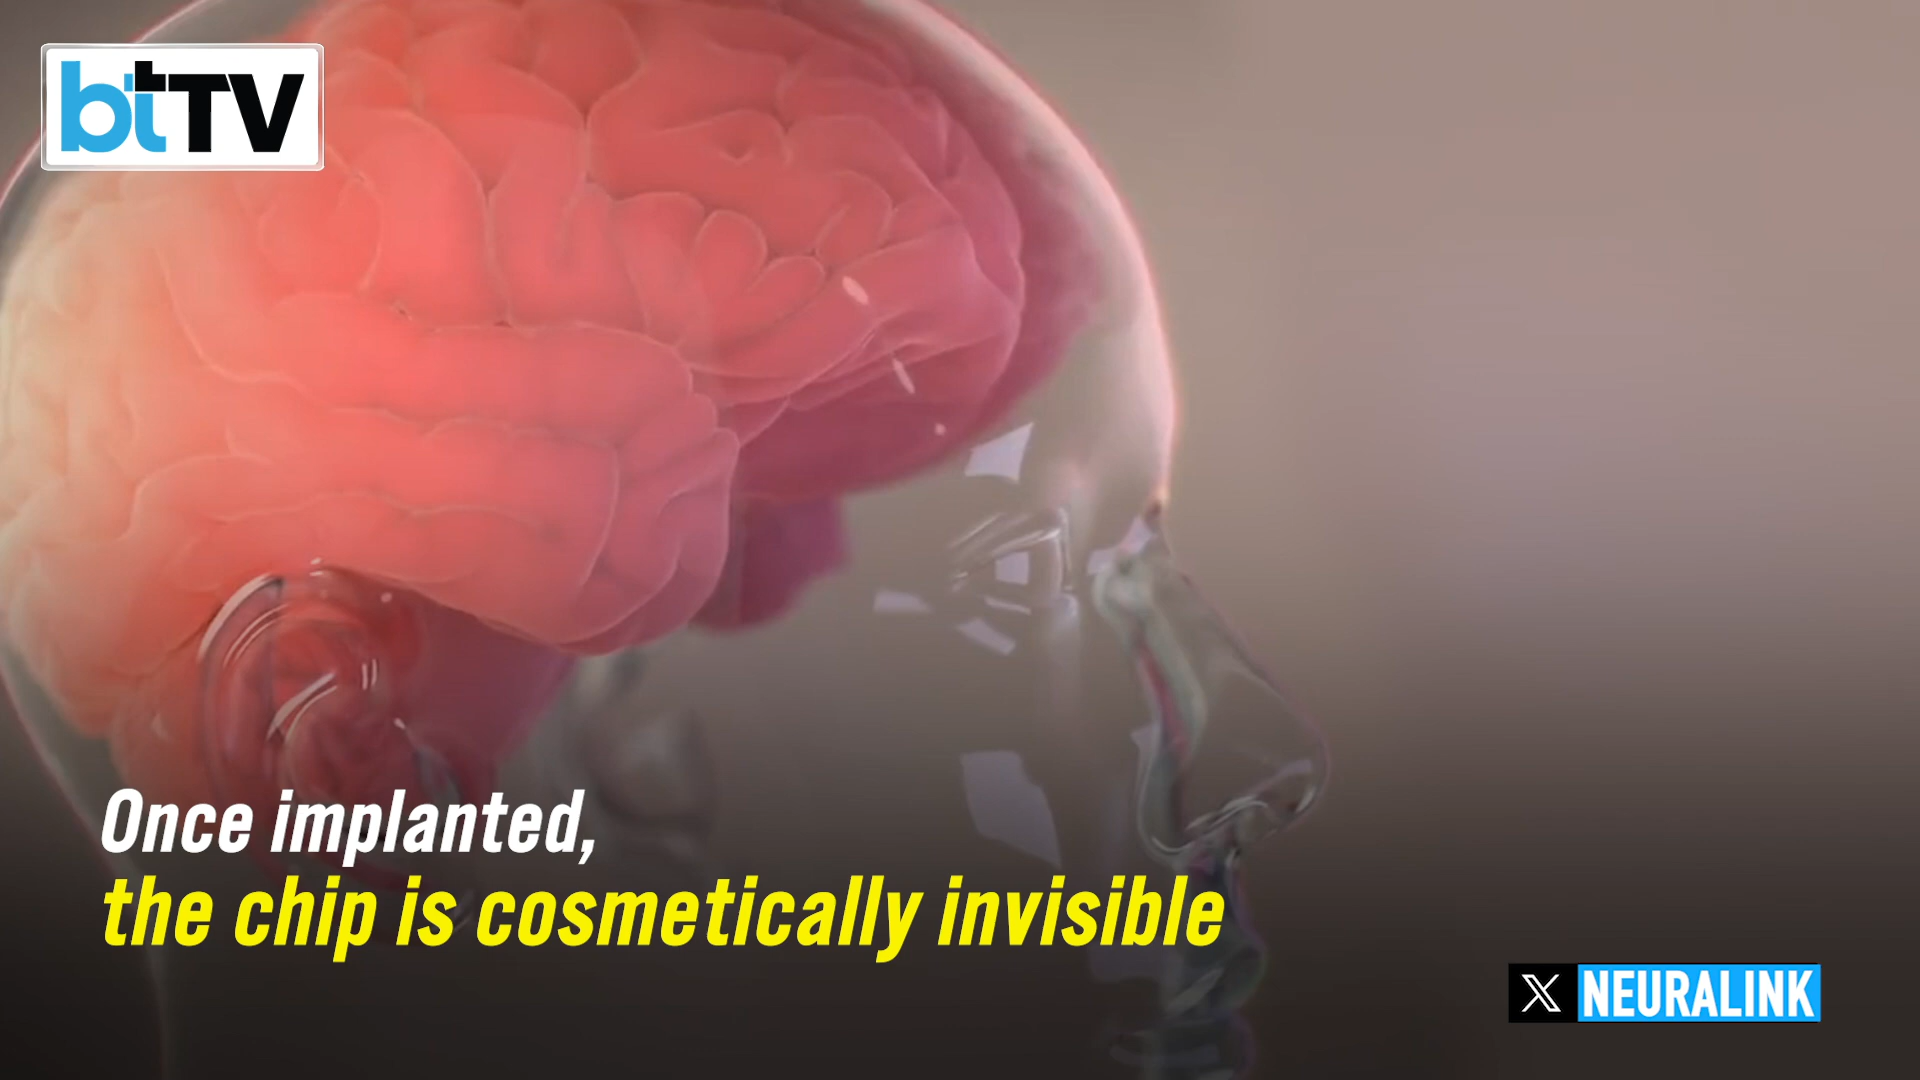 btTV
Once implanted,
the chip is cosmetically invisible
X NEURALINK